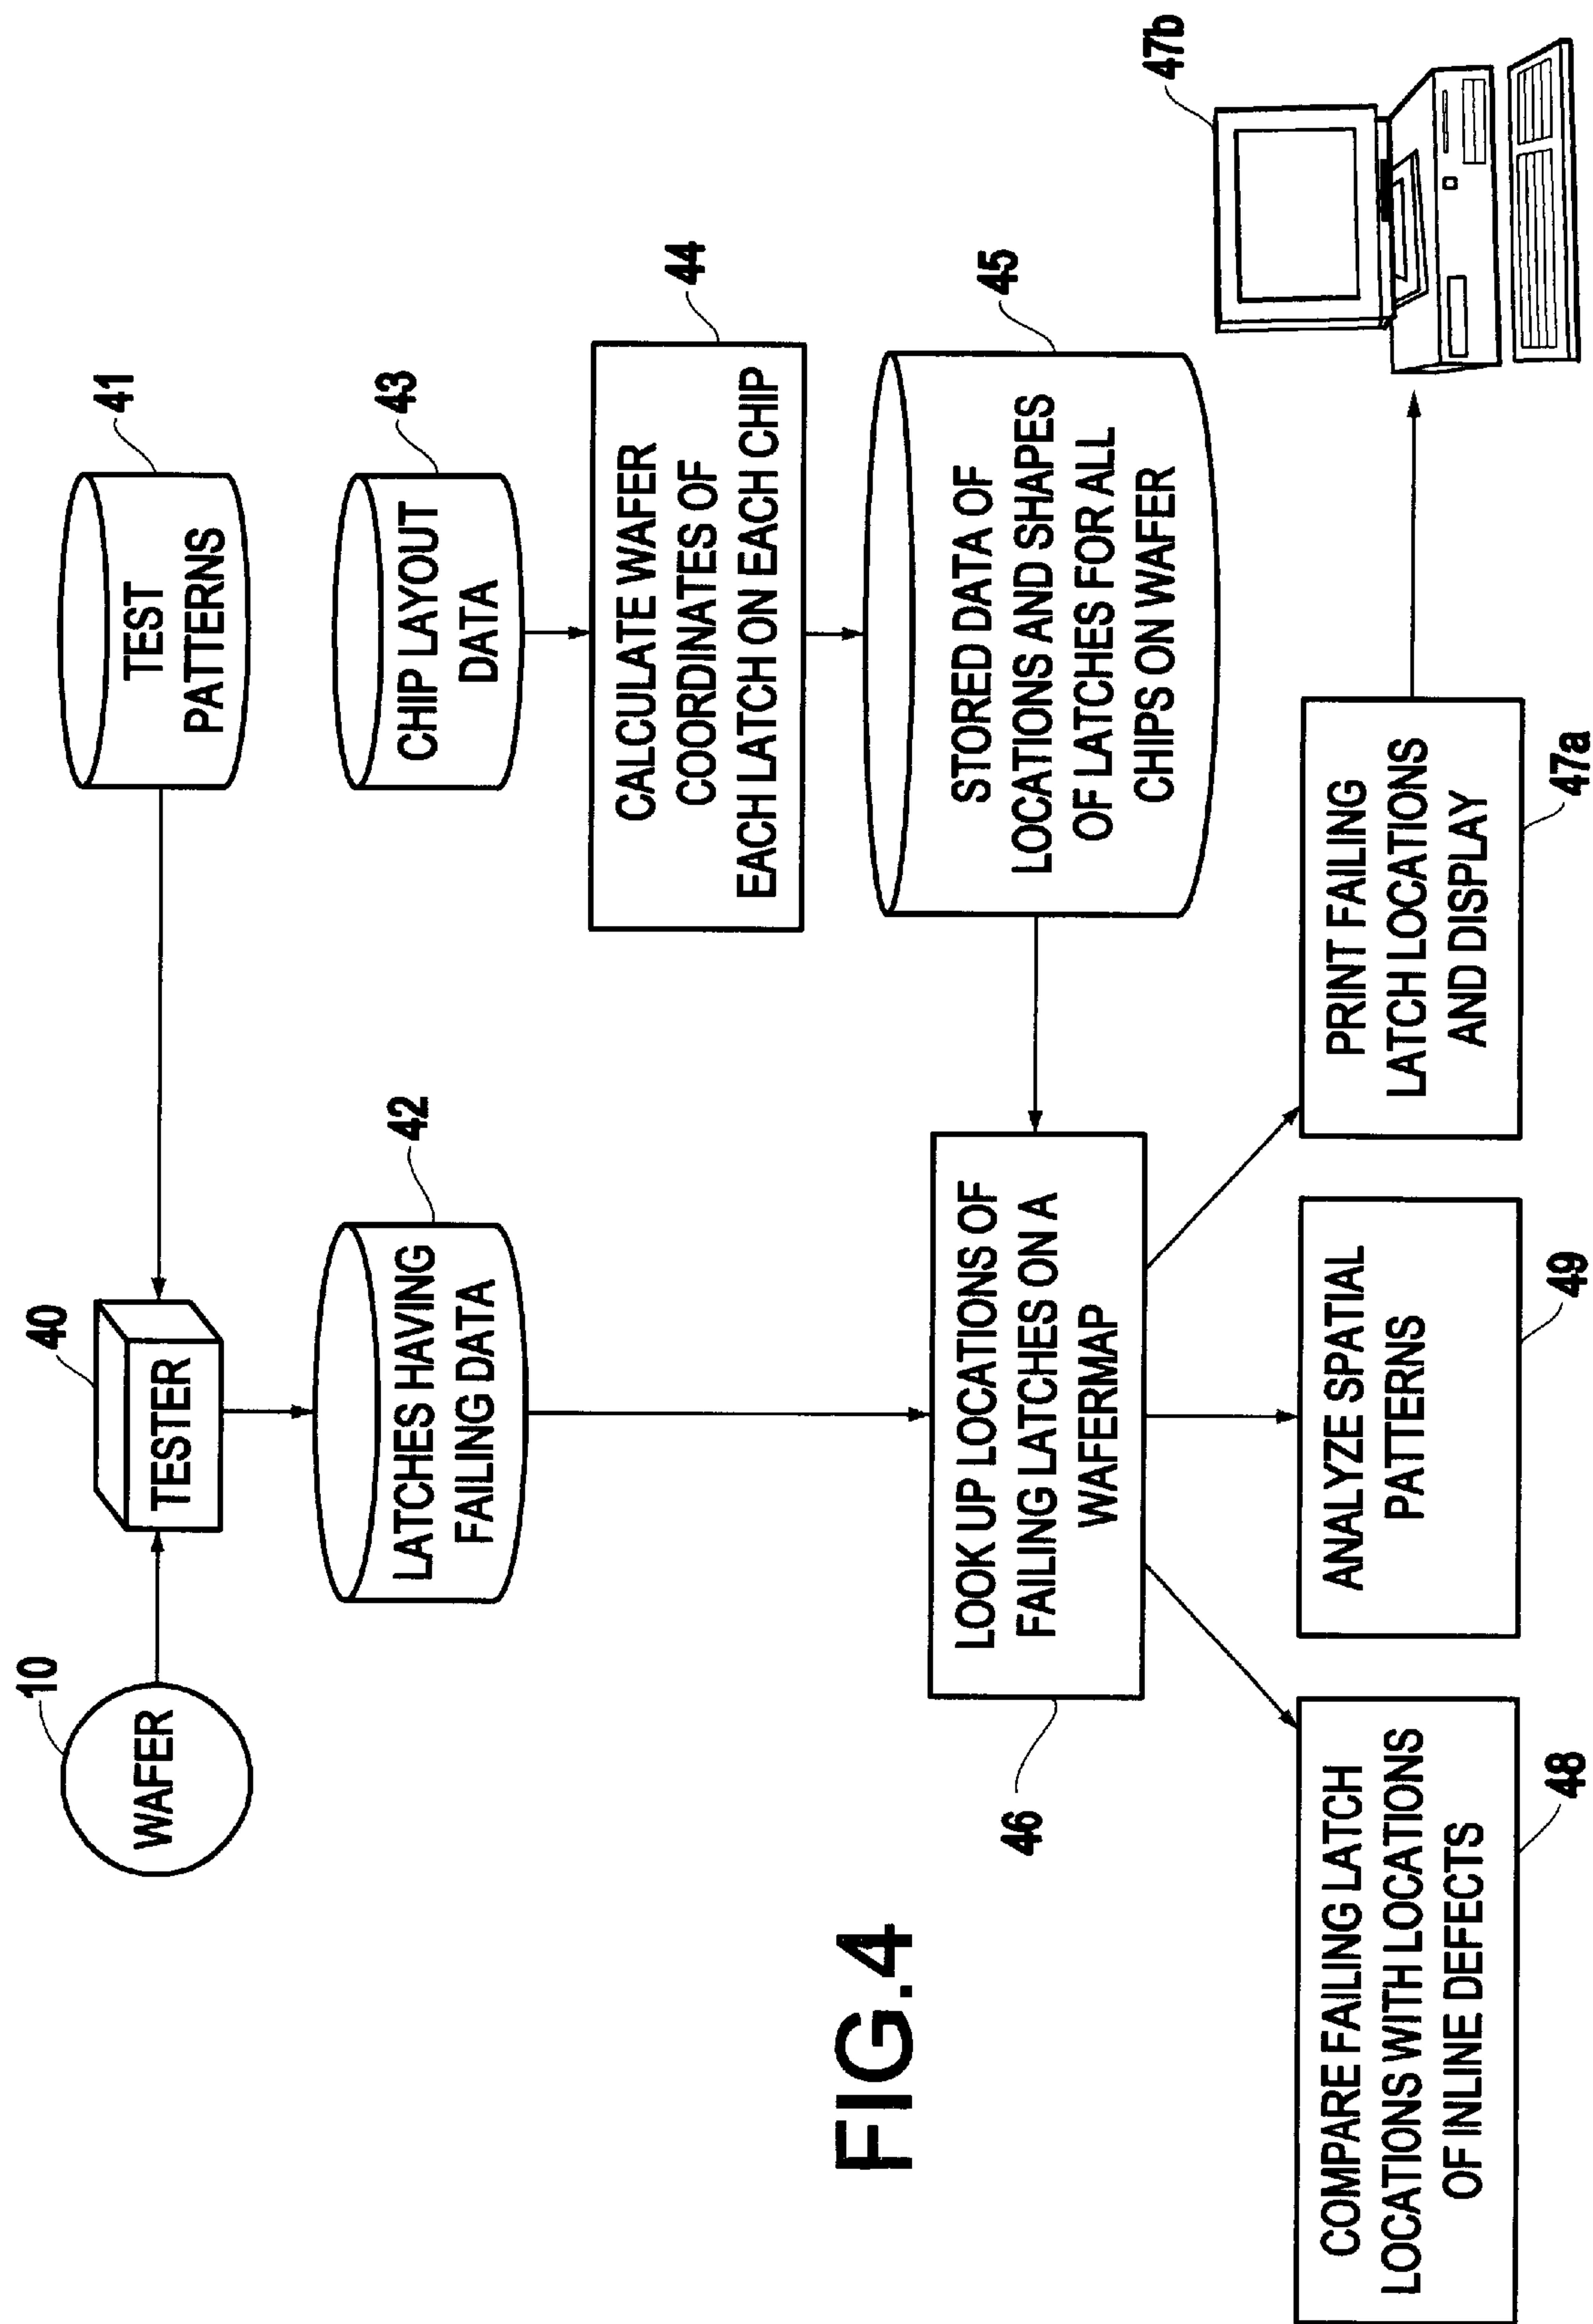 10
WAFER
40
TESTER
41
TEST
PATTERNS
42
LATCHES HAVING
FAILING DATA
43
CHIP LAYOUT
DATA
44
CALCULATE WAFER
COORDINATES OF
EACH LATCH ON EACH CHIP
45
STORED DATA OF
LOCATIONS AND SHAPES
OF LATCHES FOR ALL
CHIPS ON WAFER
LOOK UP LOCATIONS OF
FAILING LATCHES ON A
WAFERMAP
46
COMPARE FAILING LATCH
LOCATIONS WITH LOCATIONS
OF INLINE DEFECTS
48
ANALYZE SPATIAL
PATTERNS
49
PRINT FAILING
LATCH LOCATIONS
AND DISPLAY
47a
47b
FIG.4